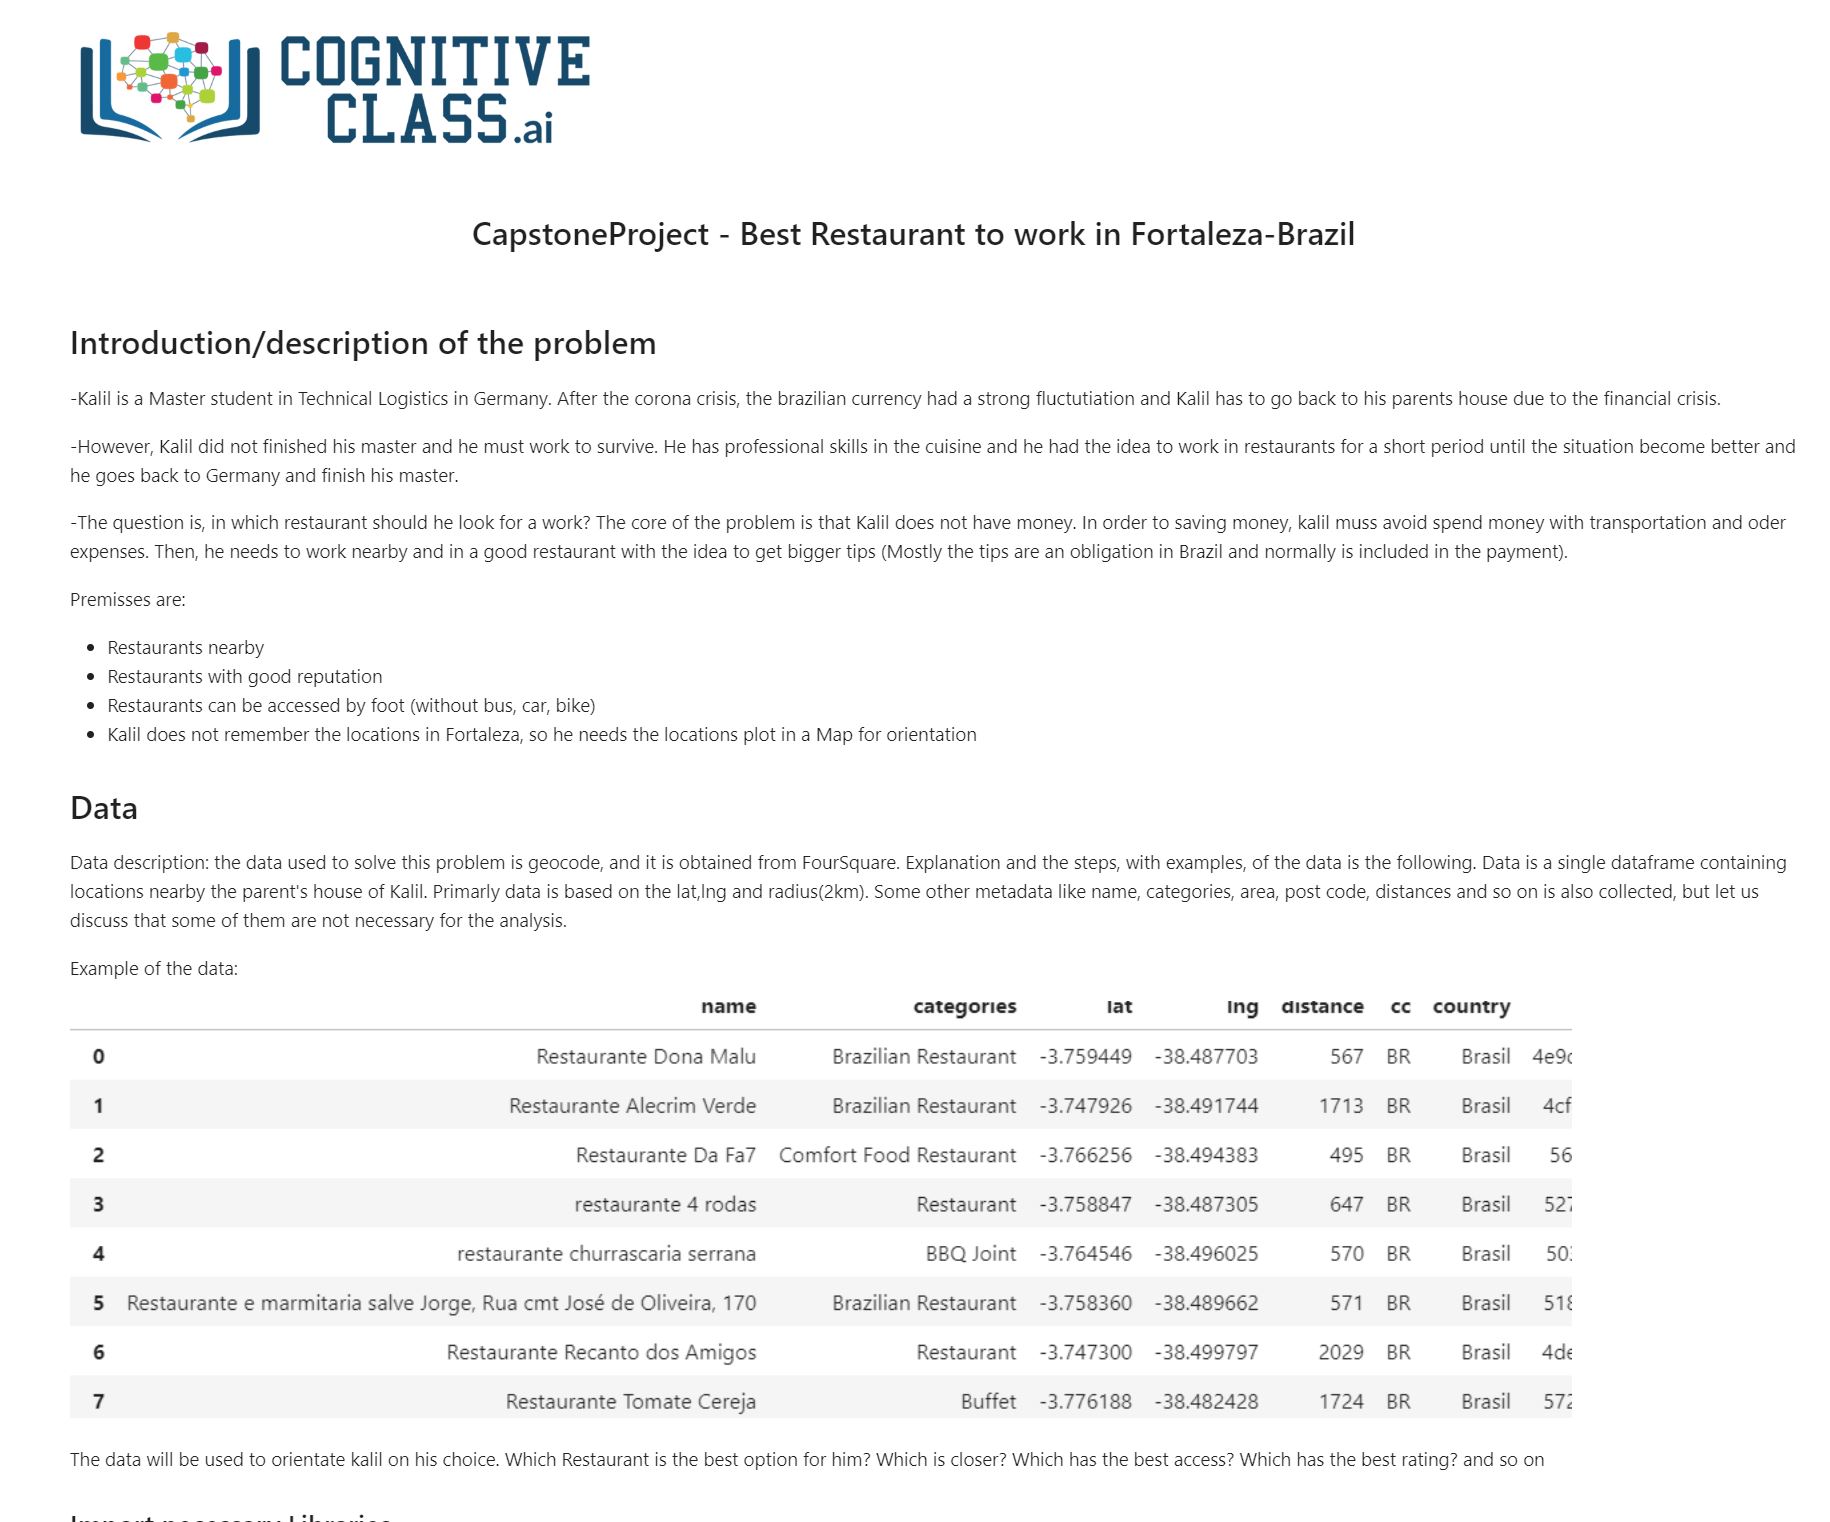 COGNITIVE
CLASS.ai
CapstoneProject - Best Restaurant to work in Fortaleza-Brazil
Introduction/description of the problem
-Kalil is a Master student in Technical Logistics in Germany. After the corona crisis, the brazilian currency had a strong fluctutiation and Kalil has to go back to his parents house due to the financial crisis.
-However, Kalil did not finished his master and he must work to survive. He has professional skills in the cuisine and he had the idea to work in restaurants for a short period until the situation become better and
he goes back to Germany and finish his master.
-The question is, in which restaurant should he look for a work? The core of the problem is that Kalil does not have money. In order to saving money, kalil muss avoid spend money with transportation and oder
expenses. Then, he needs to work nearby and in a good restaurant with the idea to get bigger tips (Mostly the tips are an obligation in Brazil and normally is included in the payment).
Premisses are:
• Restaurants nearby
• Restaurants with good reputation
• Restaurants can be accessed by foot (without bus, car, bike)
• Kalil does not remember the locations in Fortaleza, so he needs the locations plot in a Map for orientation
Data
Data description: the data used to solve this problem is geocode, and it is obtained from FourSquare. Explanation and the steps, with examples, of the data is the following. Data is a single dataframe containing
locations nearby the parent's house of Kalil. Primarly data is based on the lat,lng and radius(2km). Some other metadata like name, categories, area, post code, distances and so on is also collected, but let us
discuss that some of them are not necessary for the analysis.
Example of the data:
name categories lat lng distance cc country
0 Restaurante Dona Malu Brazilian Restaurant -3.759449 -38.487703 567 BR Brasil 4e9c
1 Restaurante Alecrim Verde Brazilian Restaurant -3.747926 -38.491744 1713 BR Brasil 4cf
2 Restaurante Da Fa7 Comfort Food Restaurant -3.766256 -38.494383 495 BR Brasil 56
3 restaurante 4 rodas Restaurant -3.758847 -38.487305 647 BR Brasil 527
4 restaurante churrascaria serrana BBQ Joint -3.764546 -38.496025 570 BR Brasil 503
5 Restaurante e marmitaria salve Jorge, Rua cmt José de Oliveira, 170 Brazilian Restaurant -3.758360 -38.489662 571 BR Brasil 518
6 Restaurante Recanto dos Amigos Restaurant -3.747300 -38.499797 2029 BR Brasil 4de
7 Restaurante Tomate Cereja Buffet -3.776188 -38.482428 1724 BR Brasil 572
The data will be used to orientate kalil on his choice. Which Restaurant is the best option for him? Which is closer? Which has the best access? Which has the best rating? and so on
Import necessary Libraries